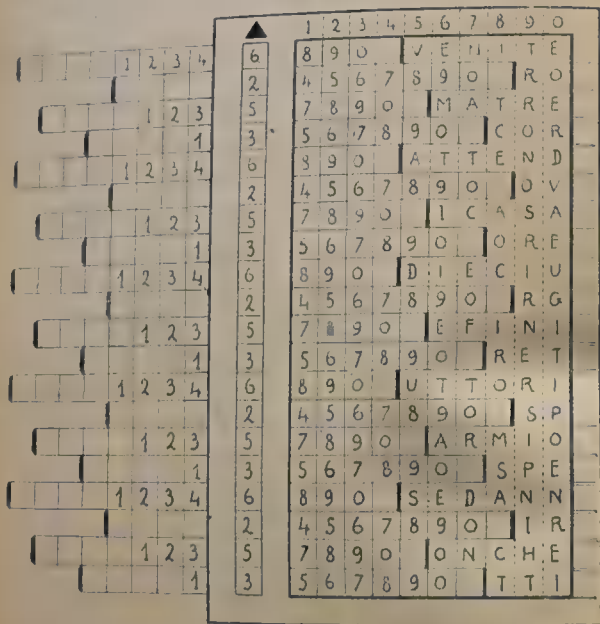 1 2 3 4 5 6 7 8 9 0
1 2 3 4 6 8 9 0 V E N I T E
2 4 5 6 7 8 9 0 R O
1 2 3 5 7 8 9 0 M A T R E
1 3 5 6 7 8 9 0 C O R
1 2 3 4 6 8 9 0 A T T E N D
2 4 5 6 7 8 9 0 O V
1 2 3 5 7 8 9 0 I C A S A
1 3 5 6 7 8 9 0 O R E
1 2 3 4 6 8 9 0 D I E C I U
2 4 5 6 7 8 9 0 R G
1 2 3 5 7 8 9 0 E F I N I
1 3 5 6 7 8 9 0 R E T
1 2 3 4 6 8 9 0 U T T O R I
2 4 5 6 7 8 9 0 S P
1 2 3 5 7 8 9 0 A R M I O
1 3 5 6 7 8 9 0 S P E
1 2 3 4 6 8 9 0 S E D A N N
2 4 5 6 7 8 9 0 I R
1 2 3 5 7 8 9 0 O N C H E
1 3 5 6 7 8 9 0 T T I